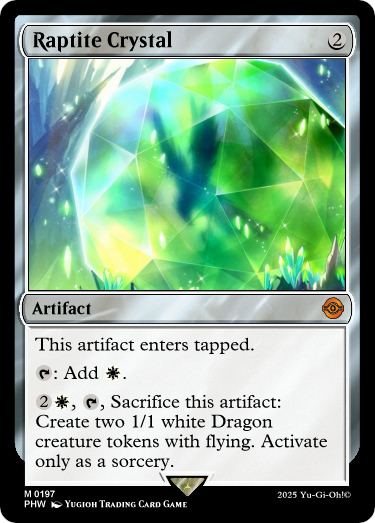 Raptite Crystal 2
Artifact
This artifact enters tapped.
: Add .
2 , , Sacrifice this artifact:
Create two 1/1 white Dragon
creature tokens with flying. Activate
only as a sorcery.
M 0197
PHW Yugioh Trading Card Game
2025 Yu-Gi-Oh!©